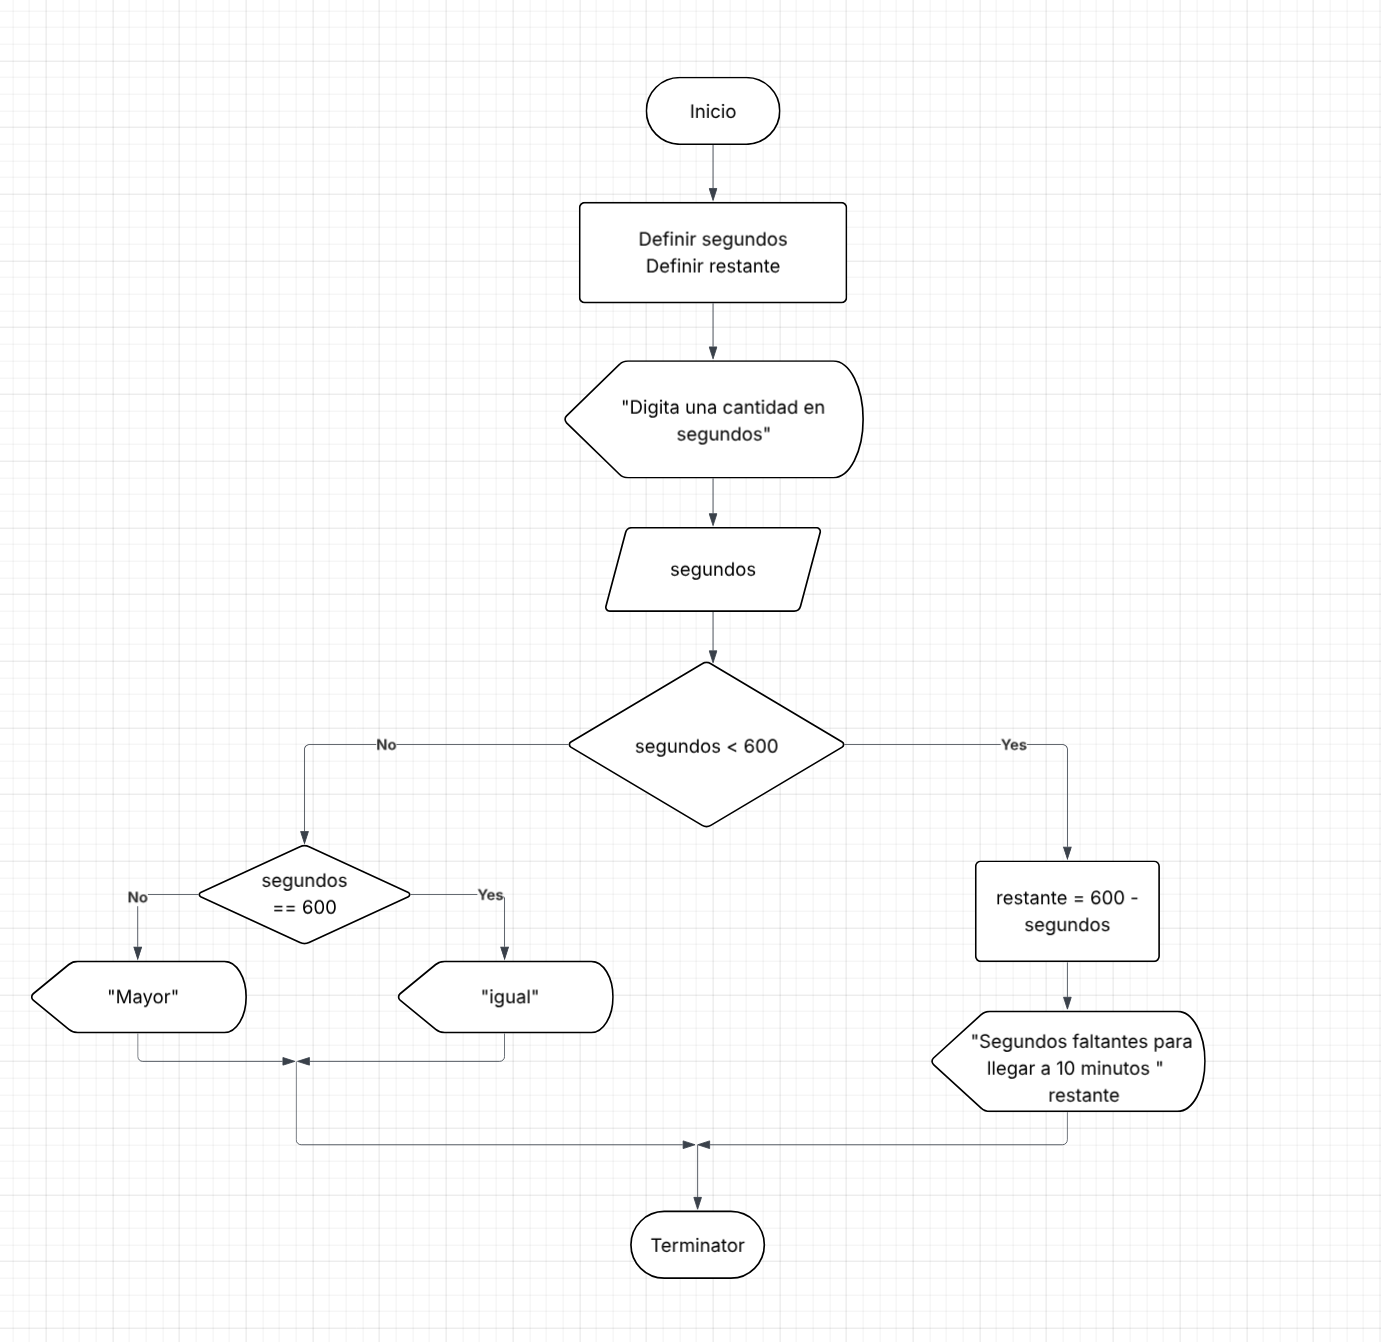 Inicio
Definir segundos
Definir restante
"Digita una cantidad en
segundos"
segundos
segundos < 600
No
Yes
segundos
== 600
No
Yes
restante = 600 -
segundos
"Mayor"
"igual"
"Segundos faltantes para
llegar a 10 minutos "
restante
Terminator